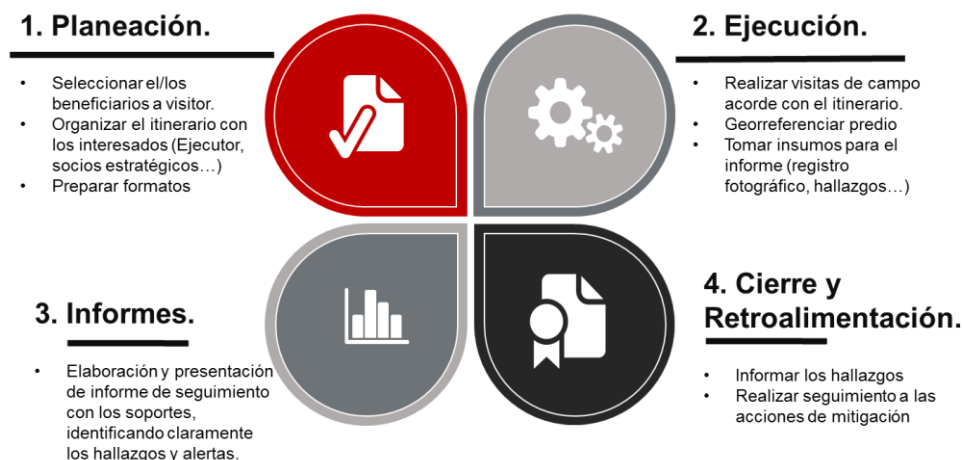 1. Planeación.
• Seleccionar el/los
beneficiarios a visitor.
• Organizar el itinerario con
los interesados (Ejecutor,
socios estratégicos…)
• Preparar formatos
2. Ejecución.
• Realizar visitas de campo
acorde con el itinerario.
• Georreferenciar predio
• Tomar insumos para el
informe (registro
fotográfico, hallazgos…)
3. Informes.
• Elaboración y presentación
de informe de seguimiento
con los soportes,
identificando claramente
los hallazgos y alertas.
4. Cierre y
Retroalimentación.
• Informar los hallazgos
• Realizar seguimiento a las
acciones de mitigación